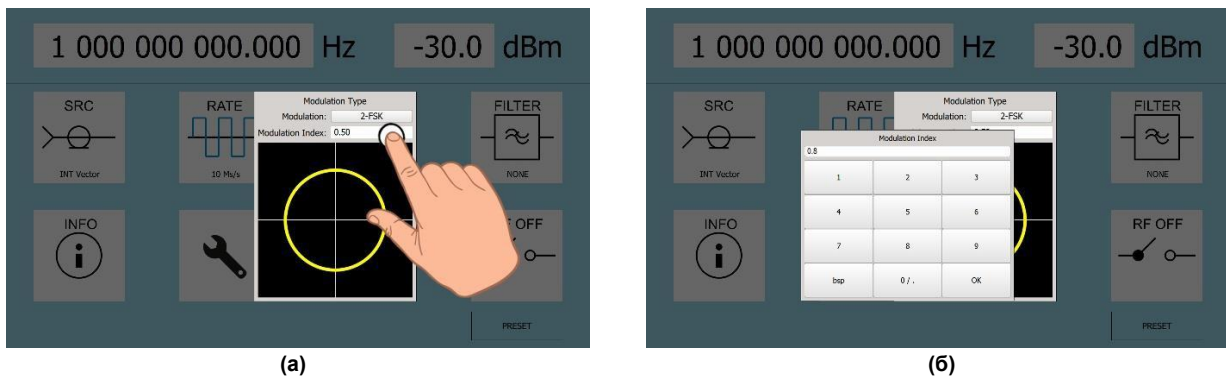 1 000 000 000.000 Hz -30.0 dBm
SRC RATE FILTER
Modulation Type
Modulation: 2-FSK
Modulation Index: 0.50
INT Vector 10 Ms/s NONE
INFO OFF
PRESET
(а)
1 000 000 000.000 Hz -30.0 dBm
SRC RATE FILTER
Modulation Type
Modulation: 2-FSK
Modulation Index
0.8
1 2 3
INT Vector NONE
4 5 6
INFO RF OFF
7 8 9
bsp 0 / . OK
PRESET
(б)